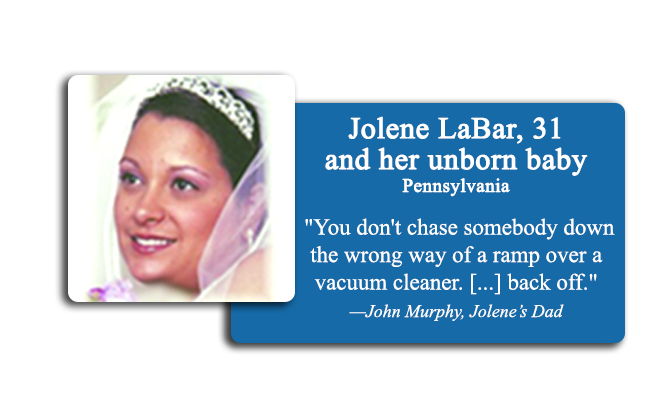 Jolene LaBar, 31
and her unborn baby
Pennsylvania
"You don't chase somebody down
the wrong way of a ramp over a
vacuum cleaner. [...] back off."
—John Murphy, Jolene's Dad